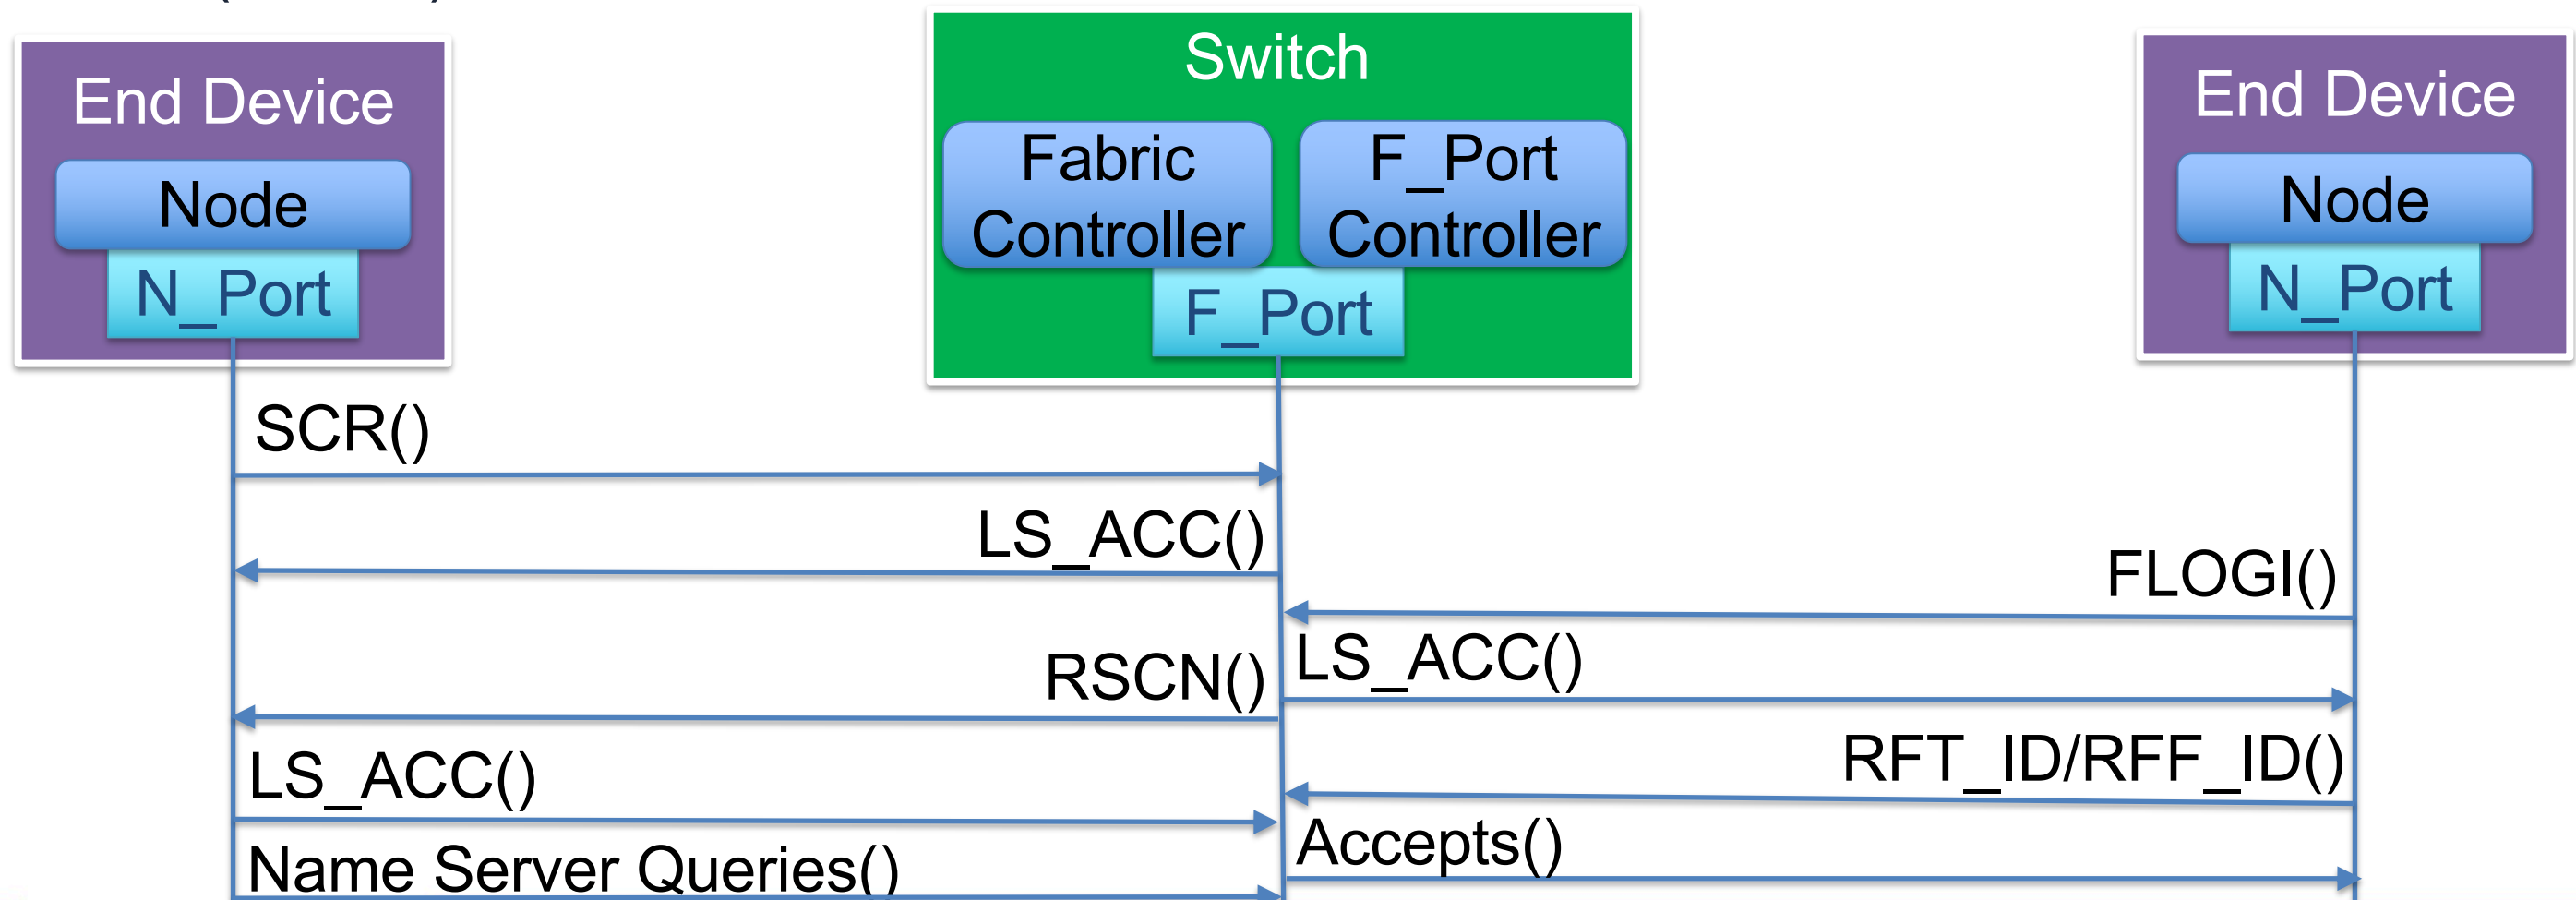 End Device
Node
N_Port
Switch
Fabric
Controller
F_Port
Controller
F_Port
End Device
Node
N_Port
SCR()
LS_ACC()
FLOGI()
RSCN()
LS_ACC()
LS_ACC()
RFT_ID/RFF_ID()
Name Server Queries()
Accepts()